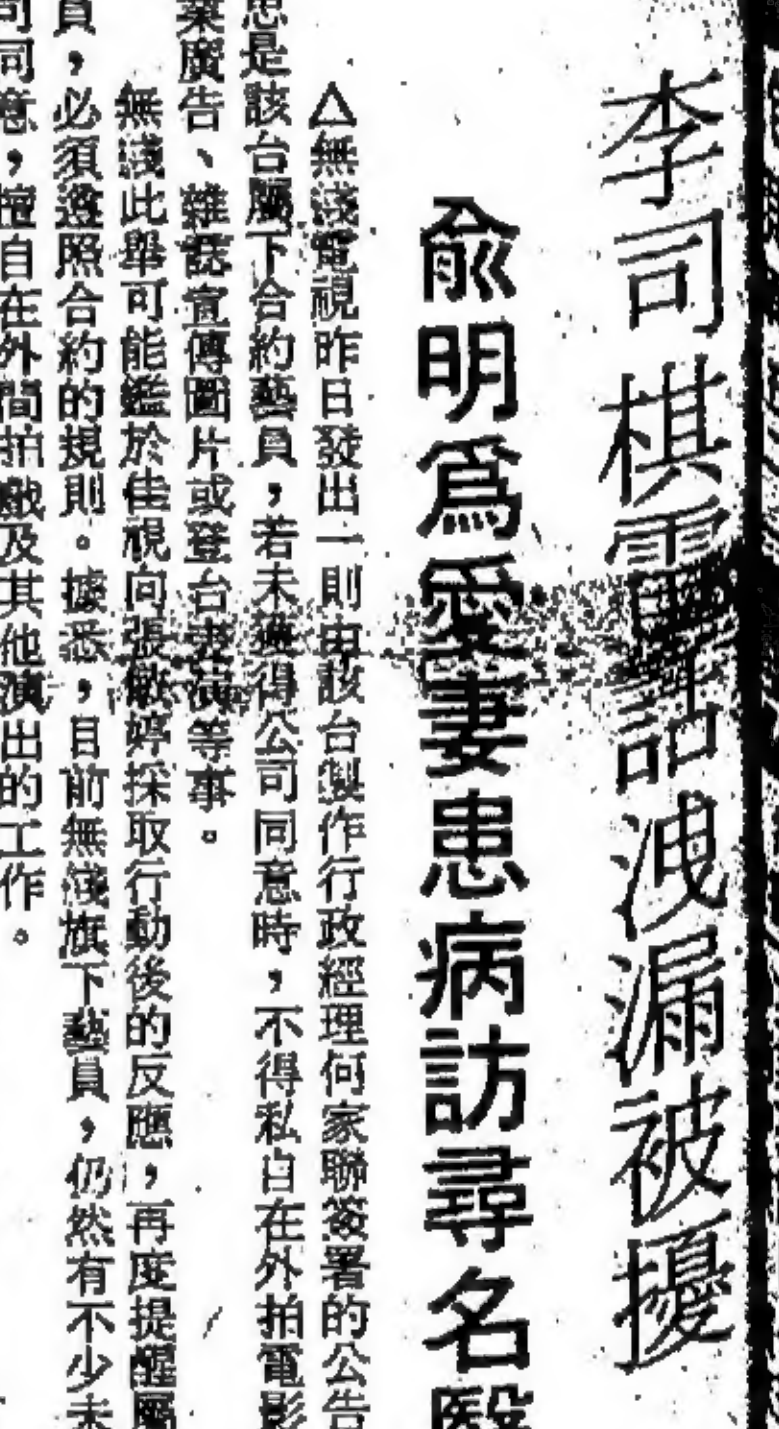 李司棋電話洩漏被擾
俞明為愛妻患病訪尋名醫
△無綫電視昨日發出一則由該台製作行政經理何家聯簽署的公告
思是該台屬下合約藝員，若未獲得公司同意時，不得私自在外拍電影
業廣告、雜誌宣傳圖片或登台表演等事。
無綫此舉可能鑑於佳視向張敏婷採取行動後的反應，再度提醒屬
員，必須遵照合約的規則。據悉，目前無綫旗下藝員，仍然有不少未
司同意，擅自在外間拍戲及其他演出的工作。